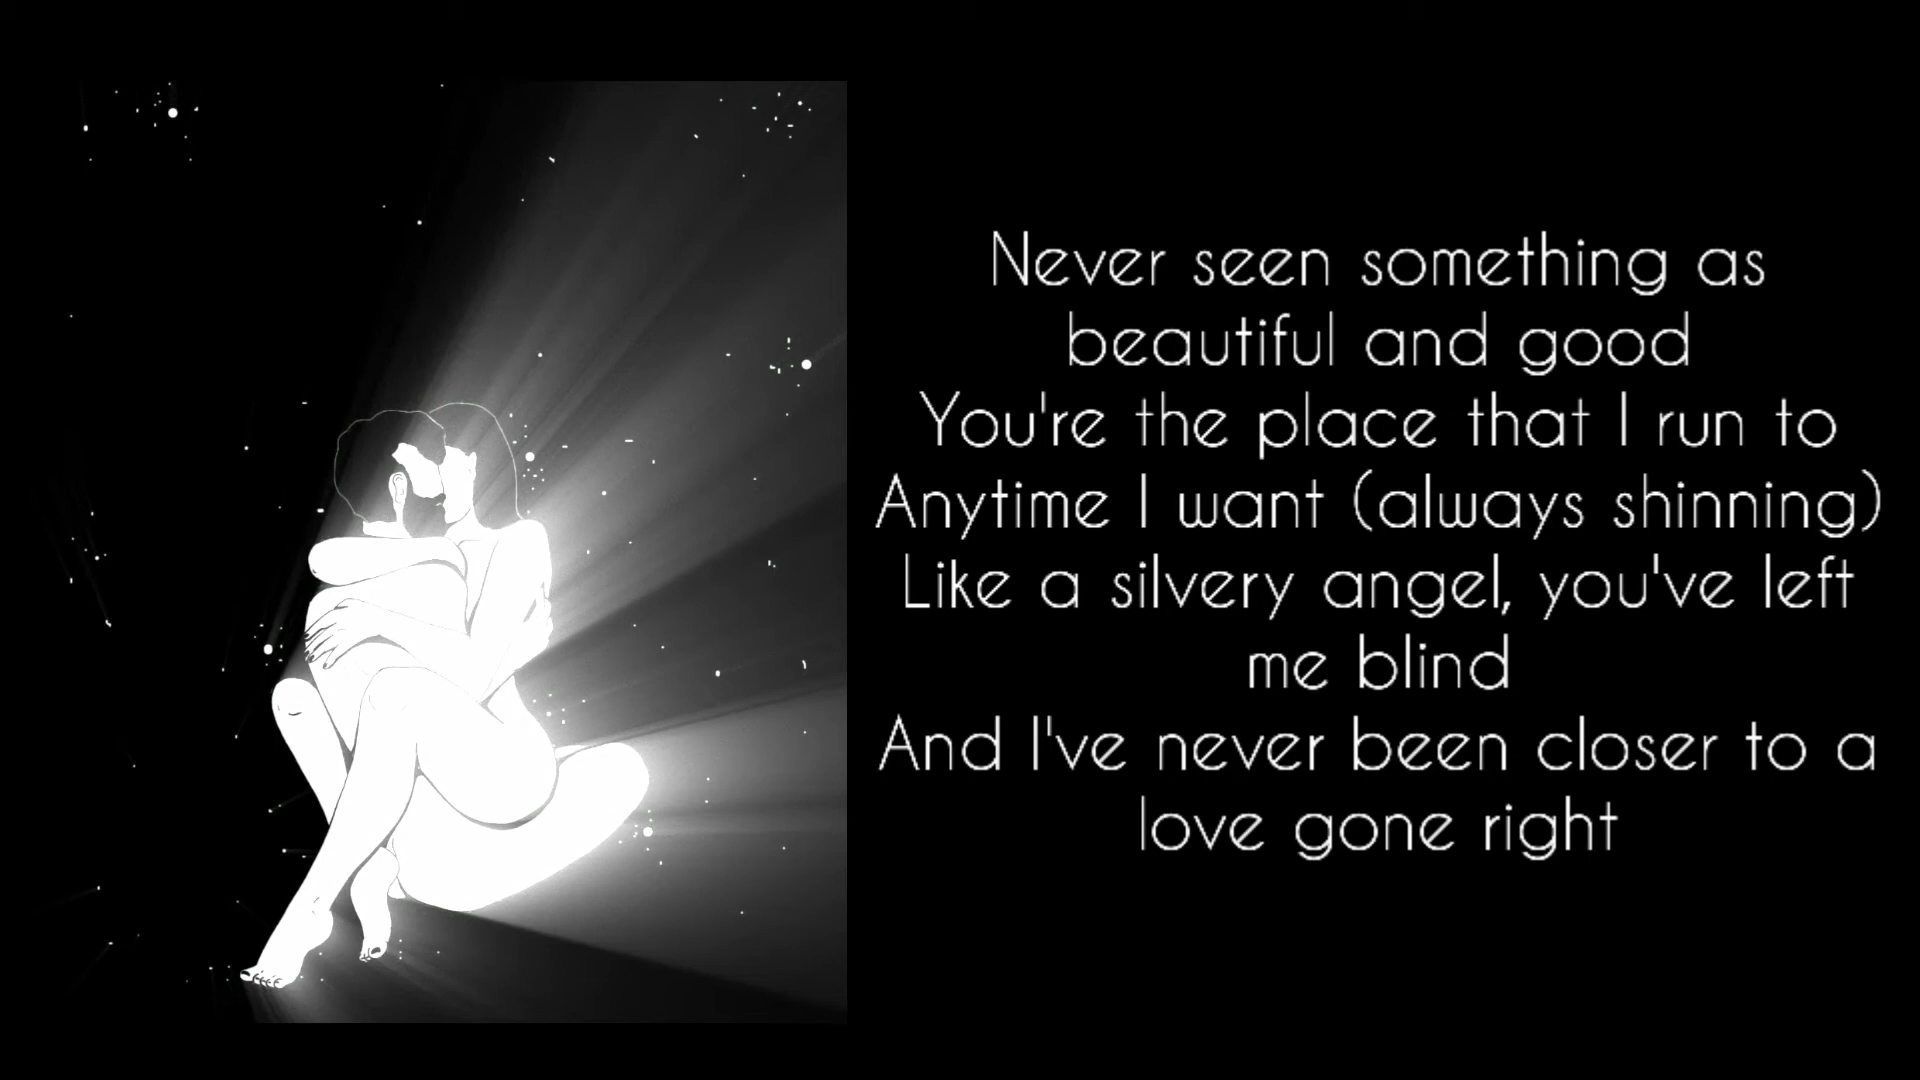 Never seen something as
beautiful and good
You're the place that I run to
Anytime I want (always shinning)
Like a silvery angel, you've left
me blind
And I've never been closer to a
love gone right